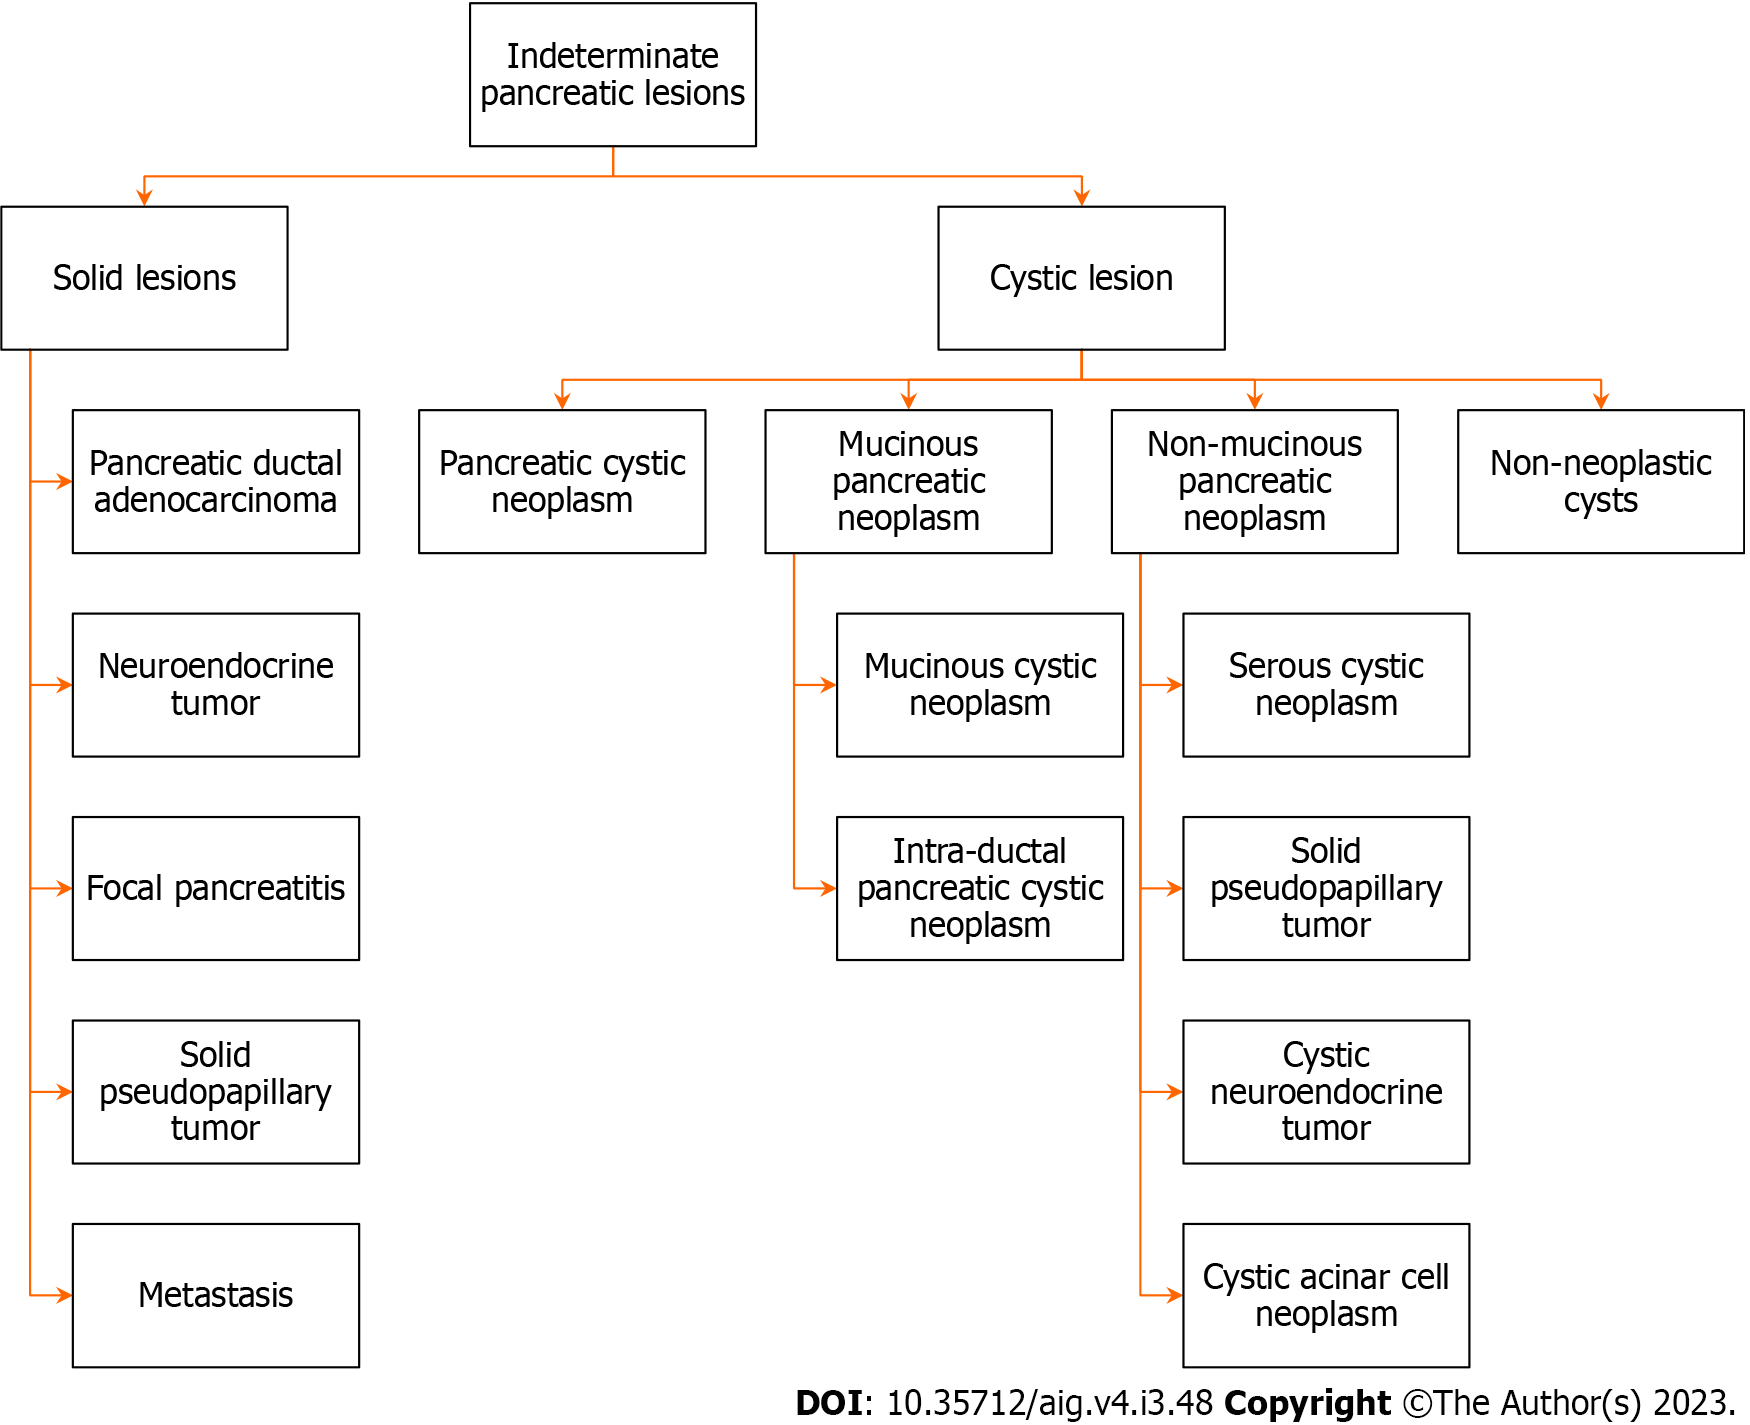 Indeterminate
pancreatic lesions
Solid lesions
Cystic lesion
Pancreatic ductal
adenocarcinoma
Pancreatic cystic
neoplasm
Mucinous
pancreatic
neoplasm
Non-mucinous
pancreatic
neoplasm
Non-neoplastic
cysts
Neuroendocrine
tumor
Mucinous cystic
neoplasm
Serous cystic
neoplasm
Focal pancreatitis
Intra-ductal
pancreatic cystic
neoplasm
Solid
pseudopapillary
tumor
Solid
pseudopapillary
tumor
Cystic
neuroendocrine
tumor
Metastasis
Cystic acinar cell
neoplasm
DOI: 10.35712/aig.v4.i3.48 Copyright ©The Author(s) 2023.